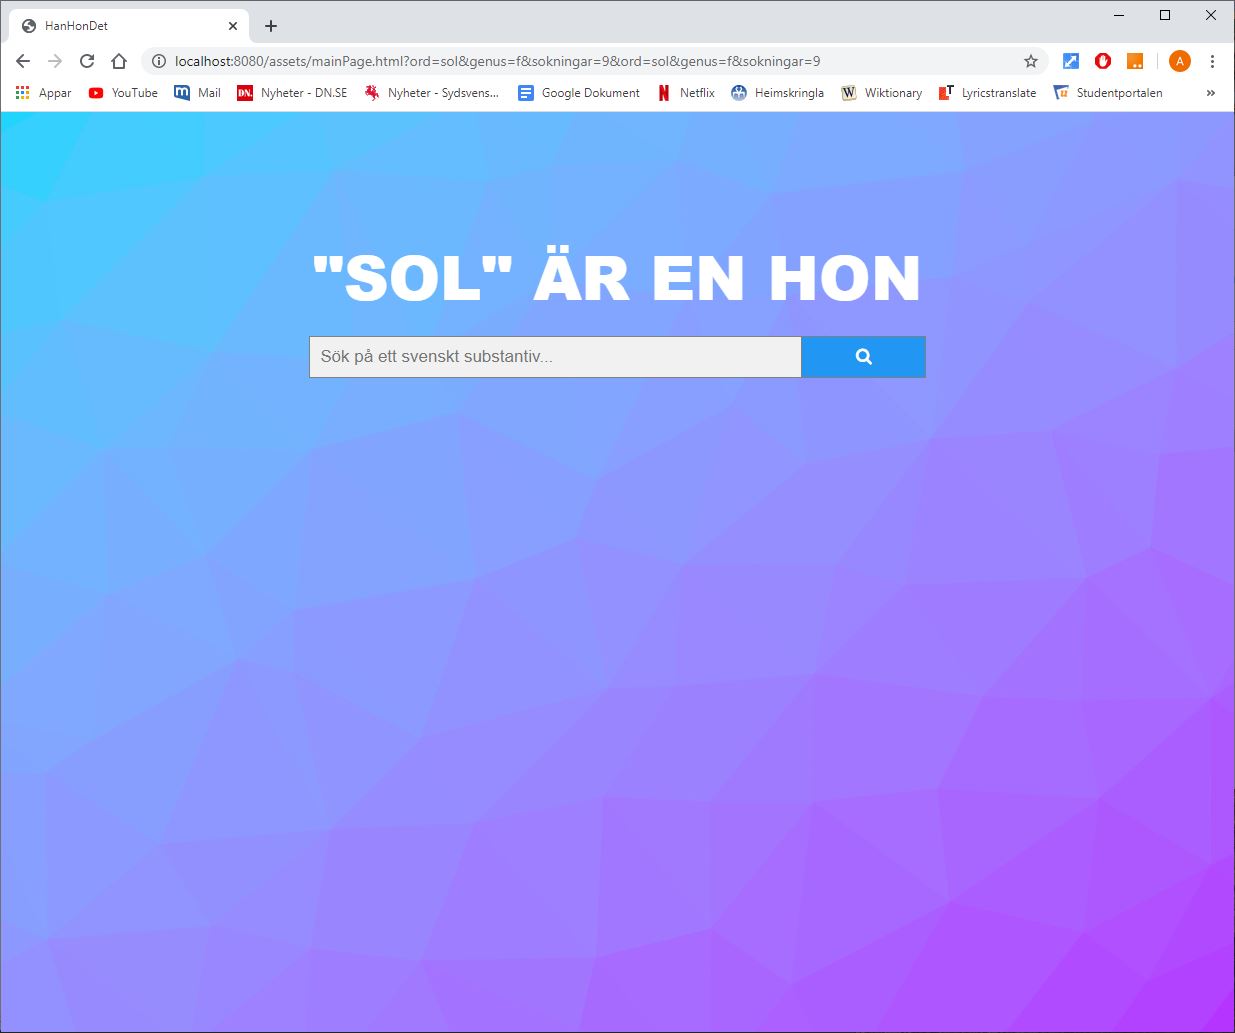 HanHonDet
localhost:8080/assets/mainPage.html?ord=sol&genus=f&sokningar=9&ord=sol&genus=f&sokningar=9
A
Appar YouTube Mail DN. Nyheter - DN.SE Nyheter - Sydsvens... Google Dokument Netflix Heimskringla W Wiktionary LT Lyricstranslate Studentportalen »
"SOL" ÄR EN HON
Sök på ett svenskt substantiv...